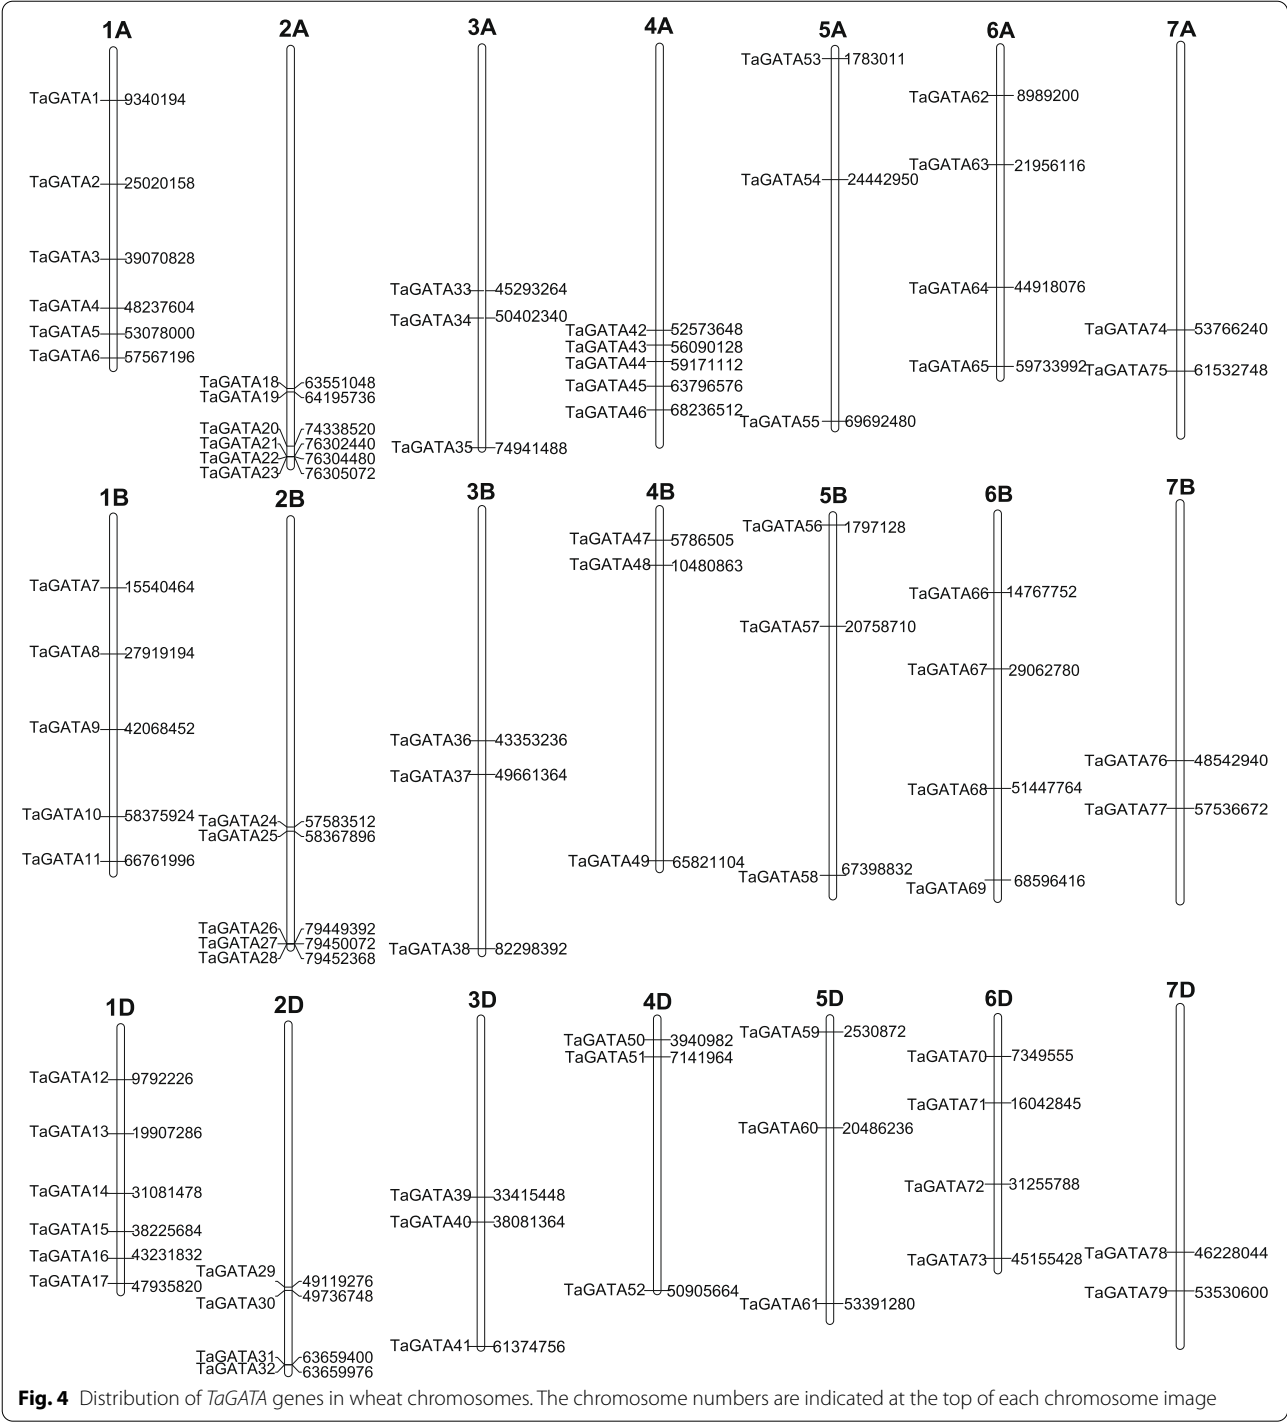 1A
TaGATA1 9340194
TaGATA2 25020158
TaGATA3 39070828
TaGATA4 48237604
TaGATA5 53078000
TaGATA6 57567196
2A
TaGATA18 63551048
TaGATA19 64195736
TaGATA20 74338520
TaGATA21 76302440
TaGATA22 76304480
TaGATA23 76305072
3A
TaGATA33 45293264
TaGATA34 50402340
TaGATA35 74941488
4A
TaGATA42 52573648
TaGATA43 56090128
TaGATA44 59171112
TaGATA45 63796576
TaGATA46 68236512
5A
TaGATA53 1783011
TaGATA54 24442950
TaGATA55 69692480
6A
TaGATA62 8989200
TaGATA63 21956116
TaGATA64 44918076
TaGATA65 59733992
7A
TaGATA74 53766240
TaGATA75 61532748
1B
TaGATA7 15540464
TaGATA8 27919194
TaGATA9 42068452
TaGATA10 58375924
TaGATA11 66761996
2B
TaGATA24 57583512
TaGATA25 58367896
TaGATA26 79449392
TaGATA27 79450072
TaGATA28 79452368
3B
TaGATA36 43353236
TaGATA37 49661364
TaGATA38 82298392
4B
TaGATA47 5786505
TaGATA48 10480863
TaGATA49 65821104
5B
TaGATA56 1797128
TaGATA57 20758710
TaGATA58 67398832
6B
TaGATA66 14767752
TaGATA67 29062780
TaGATA68 51447764
TaGATA69 68596416
7B
TaGATA76 48542940
TaGATA77 57536672
1D
TaGATA12 9792226
TaGATA13 19907286
TaGATA14 31081478
TaGATA15 38225684
TaGATA16 43231832
TaGATA17 47935820
2D
TaGATA29 49119276
TaGATA30 49736748
TaGATA31 63659400
TaGATA32 63659976
3D
TaGATA39 33415448
TaGATA40 38081364
TaGATA41 61374756
4D
TaGATA50 3940982
TaGATA51 7141964
TaGATA52 50905664
5D
TaGATA59 2530872
TaGATA60 20486236
TaGATA61 53391280
6D
TaGATA70 7349555
TaGATA71 16042845
TaGATA72 31255788
TaGATA73 45155428
7D
TaGATA78 46228044
TaGATA79 53530600
Fig. 4 Distribution of TaGATA genes in wheat chromosomes. The chromosome numbers are indicated at the top of each chromosome image